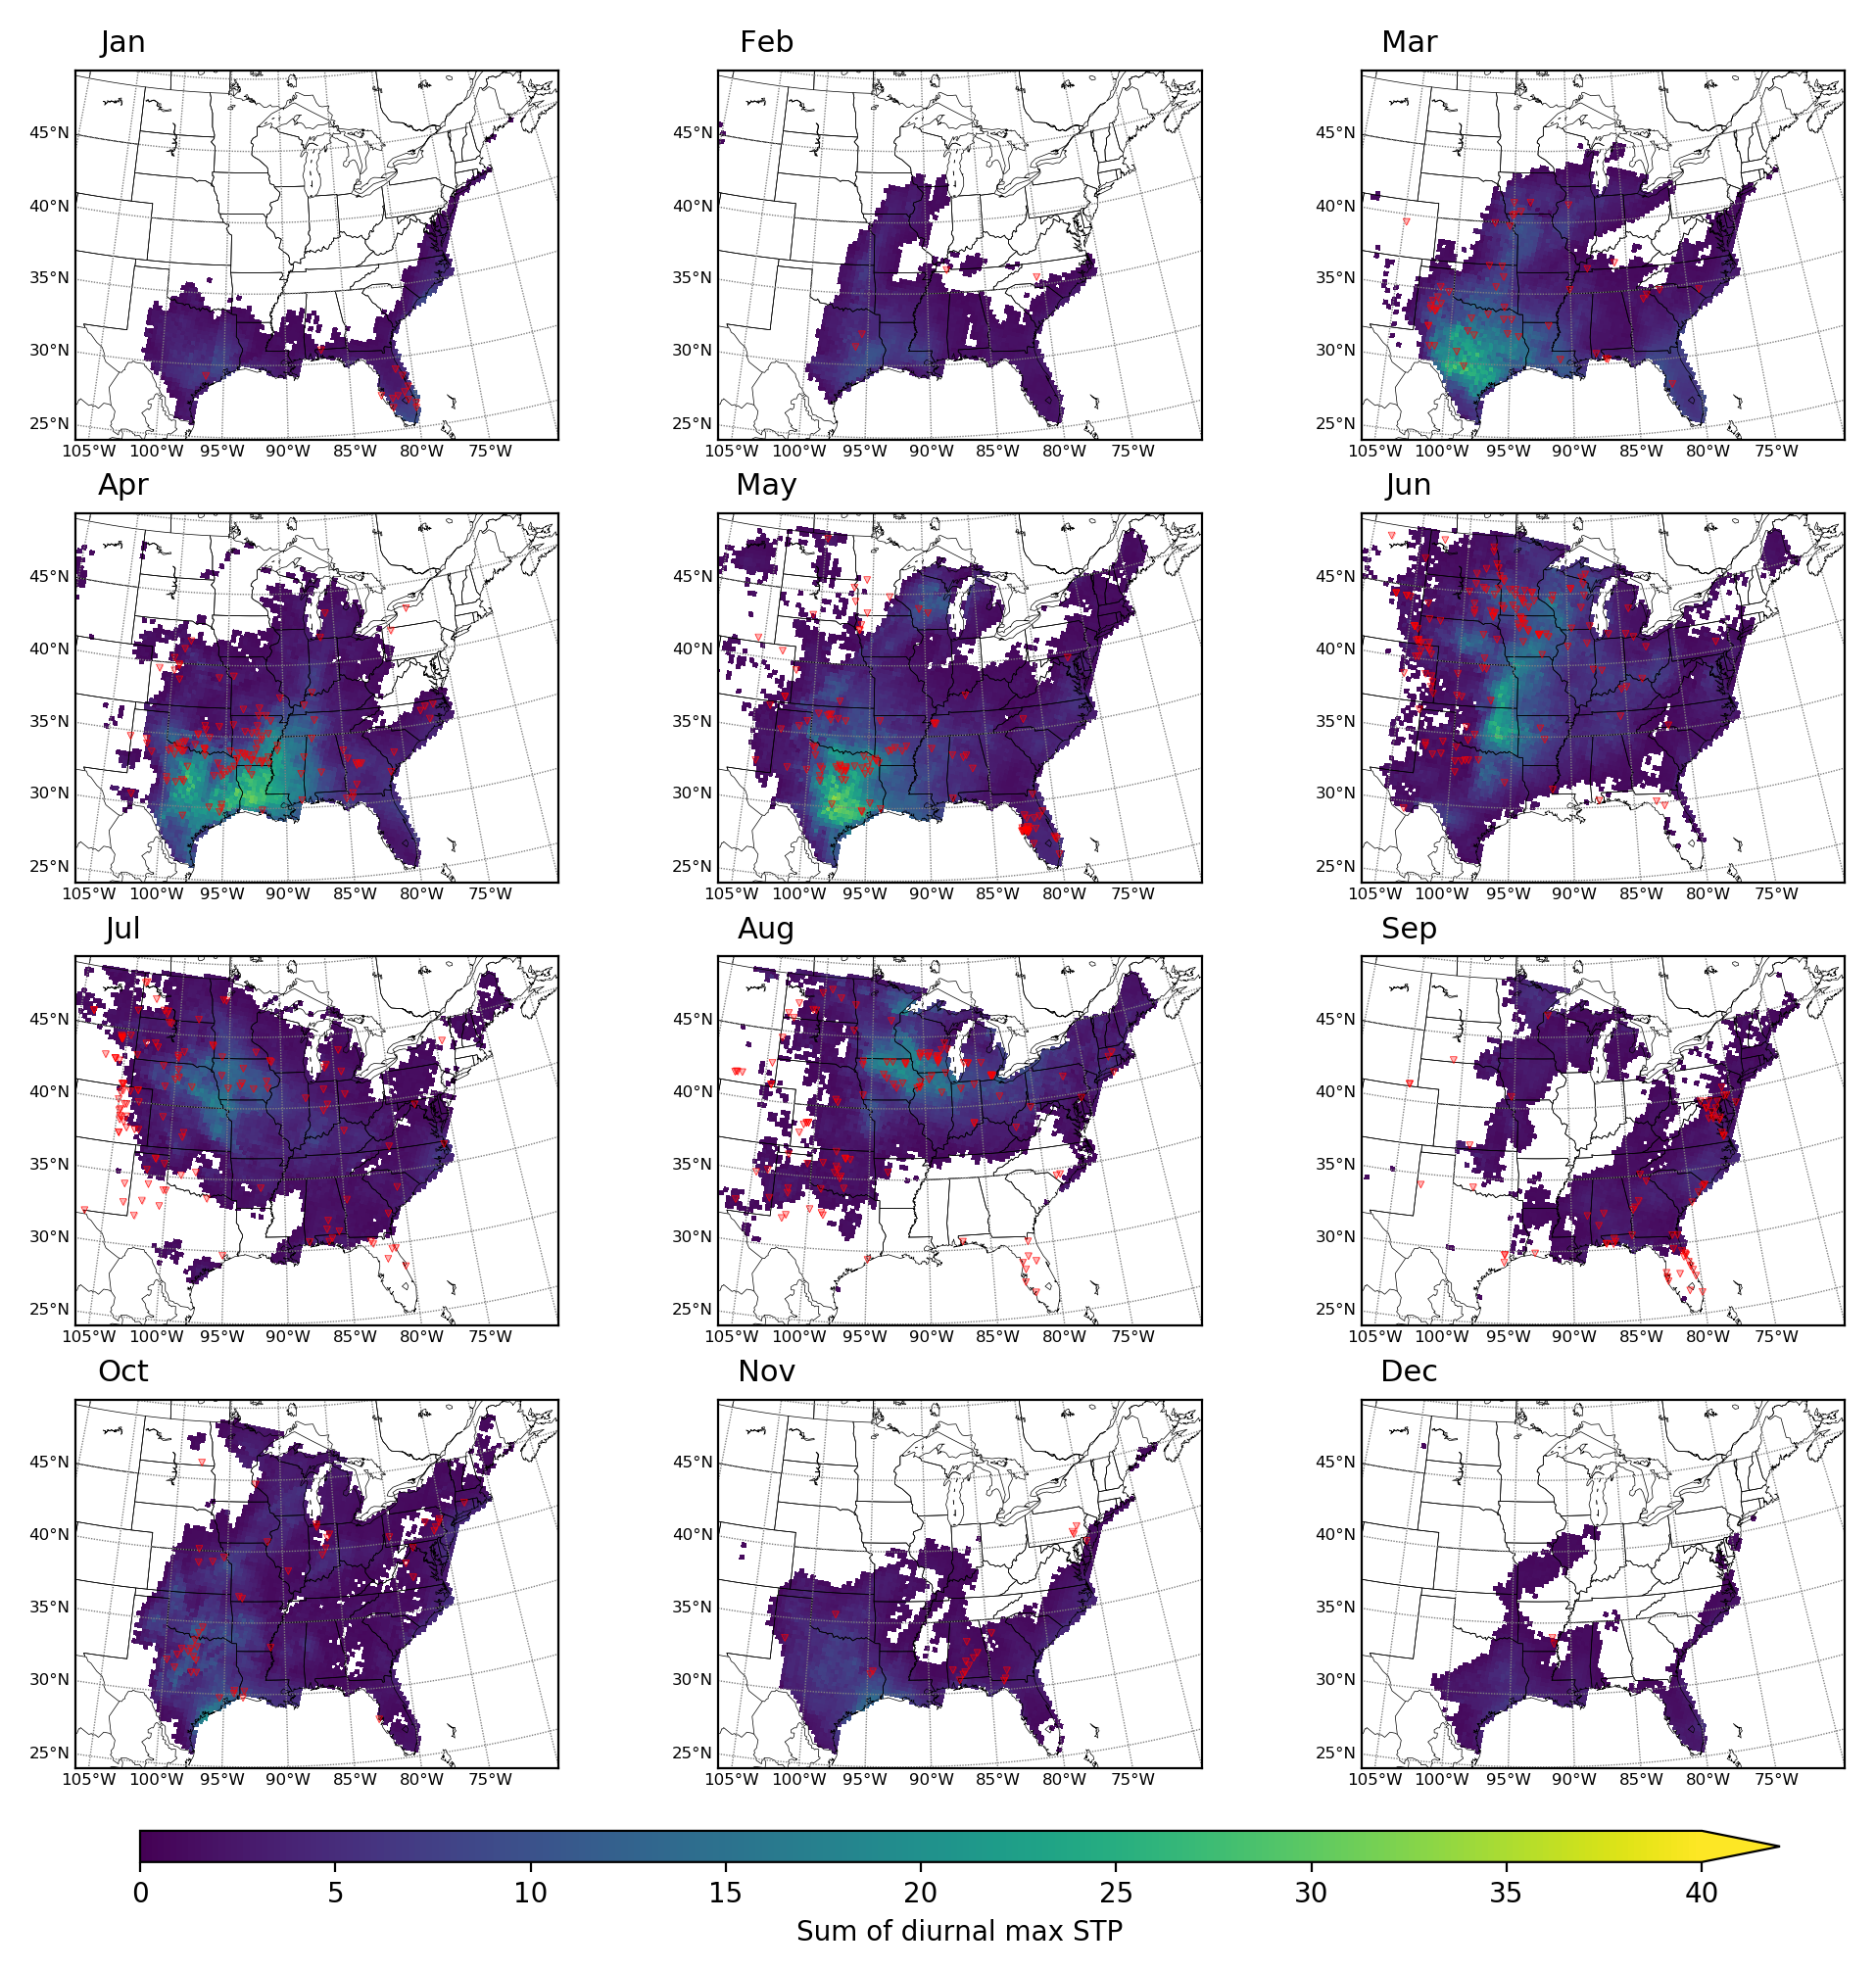 Jan Feb Mar
45°N 45°N 45°N
40°N 40°N 40°N
35°N 35°N 35°N
30°N 30°N 30°N
25°N 25°N 25°N
105°W 100°W 95°W 90°W 85°W 80°W 75°W 105°W 100°W 95°W 90°W 85°W 80°W 75°W 105°W 100°W 95°W 90°W 85°W 80°W 75°W
Apr May Jun
45°N 45°N 45°N
40°N 40°N 40°N
35°N 35°N 35°N
30°N 30°N 30°N
25°N 25°N 25°N
105°W 100°W 95°W 90°W 85°W 80°W 75°W 105°W 100°W 95°W 90°W 85°W 80°W 75°W 105°W 100°W 95°W 90°W 85°W 80°W 75°W
Jul Aug Sep
45°N 45°N 45°N
40°N 40°N 40°N
35°N 35°N 35°N
30°N 30°N 30°N
25°N 25°N 25°N
105°W 100°W 95°W 90°W 85°W 80°W 75°W 105°W 100°W 95°W 90°W 85°W 80°W 75°W 105°W 100°W 95°W 90°W 85°W 80°W 75°W
Oct Nov Dec
45°N 45°N 45°N
40°N 40°N 40°N
35°N 35°N 35°N
30°N 30°N 30°N
25°N 25°N 25°N
105°W 100°W 95°W 90°W 85°W 80°W 75°W 105°W 100°W 95°W 90°W 85°W 80°W 75°W 105°W 100°W 95°W 90°W 85°W 80°W 75°W
0 5 10 15 20 25 30 35 40
Sum of diurnal max STP